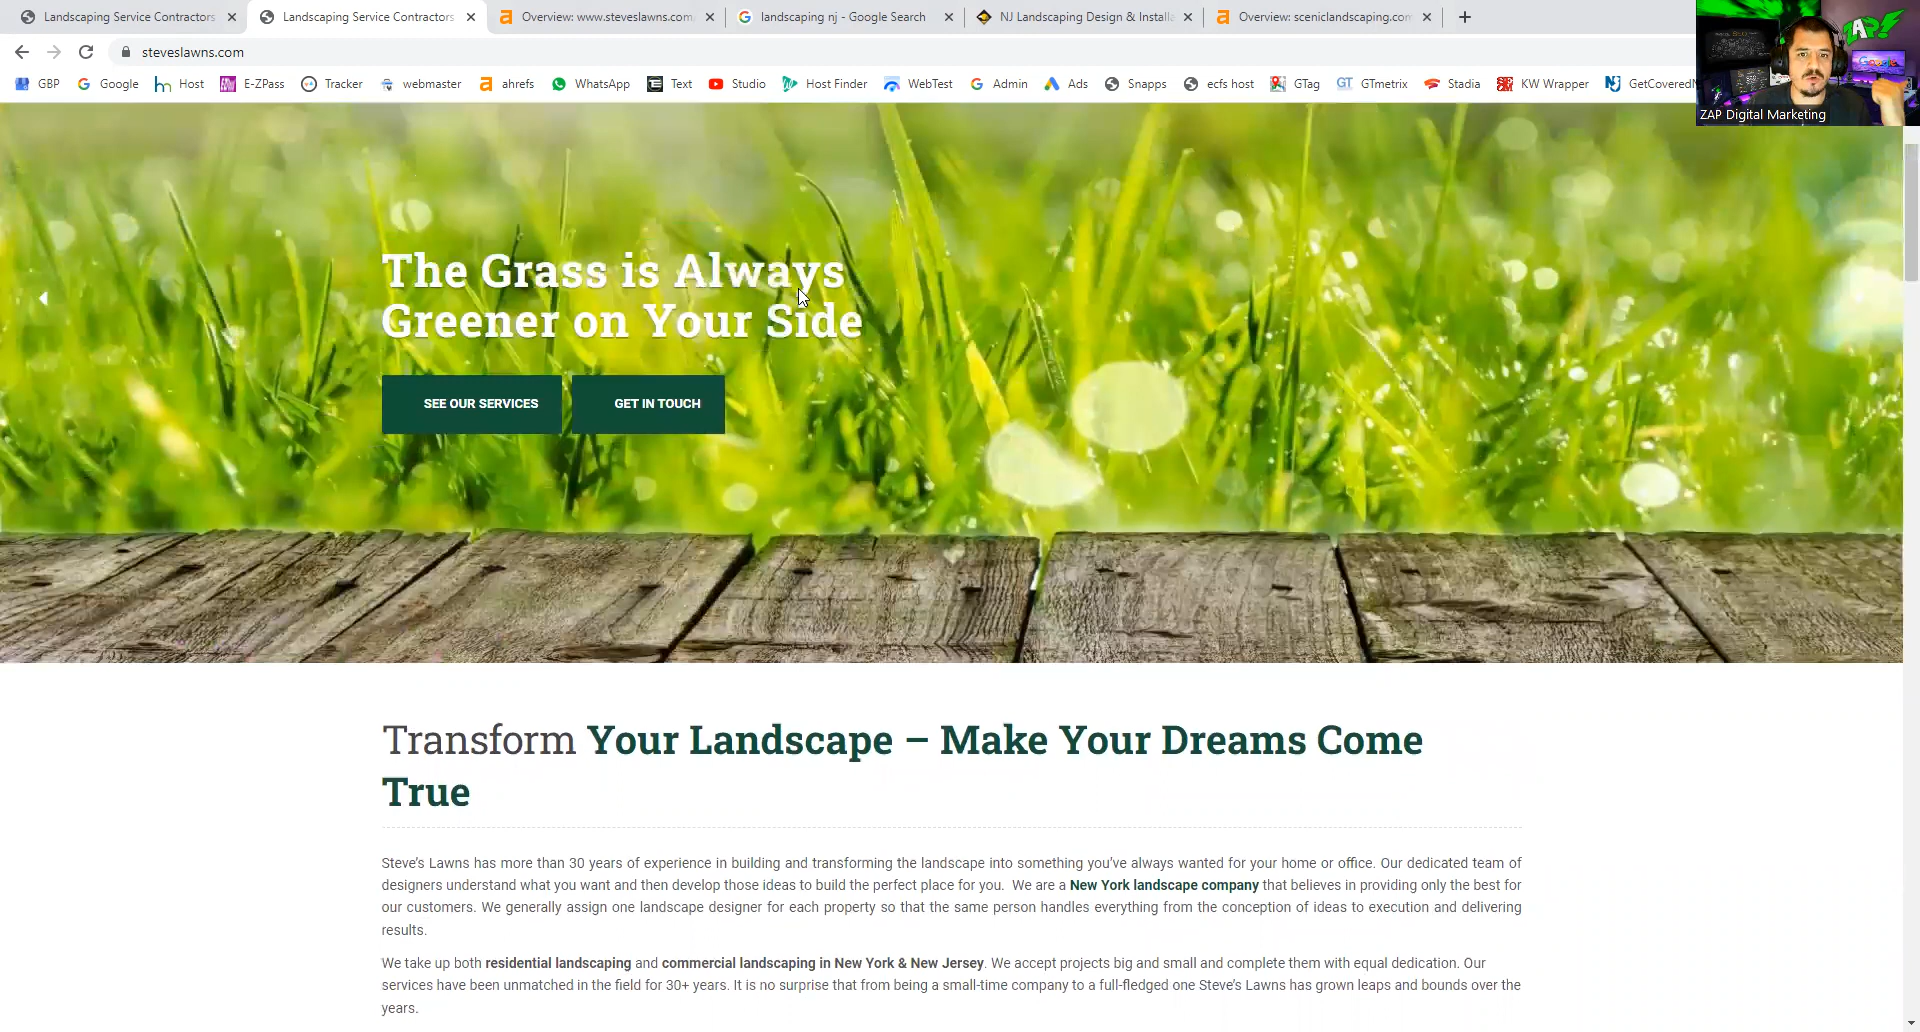 Landscaping Service Contractors
Landscaping Service Contractors
Overview: www.steveslawns.com
landscaping nj - Google Search
NJ Landscaping Design & Installa
Overview: sceniclandscaping.com
steveslawns.com
GBP
Google
Host
E-ZPass
Tracker
webmaster
ahrefs
WhatsApp
Text
Studio
Host Finder
WebTest
Admin
Ads
Snapps
ecfs host
GTag
GTmetrix
Stadia
KW Wrapper
GetCoveredN
ZAP!
Google
ZAP Digital Marketing
The Grass is Always
Greener on Your Side
SEE OUR SERVICES
GET IN TOUCH
Transform Your Landscape – Make Your Dreams Come
True
Steve's Lawns has more than 30 years of experience in building and transforming the landscape into something you've always wanted for your home or office. Our dedicated team of
designers understand what you want and then develop those ideas to build the perfect place for you. We are a New York landscape company that believes in providing only the best for
our customers. We generally assign one landscape designer for each property so that the same person handles everything from the conception of ideas to execution and delivering
results.
We take up both residential landscaping and commercial landscaping in New York & New Jersey. We accept projects big and small and complete them with equal dedication. Our
services have been unmatched in the field for 30+ years. It is no surprise that from being a small-time company to a full-fledged one Steve's Lawns has grown leaps and bounds over the
years.